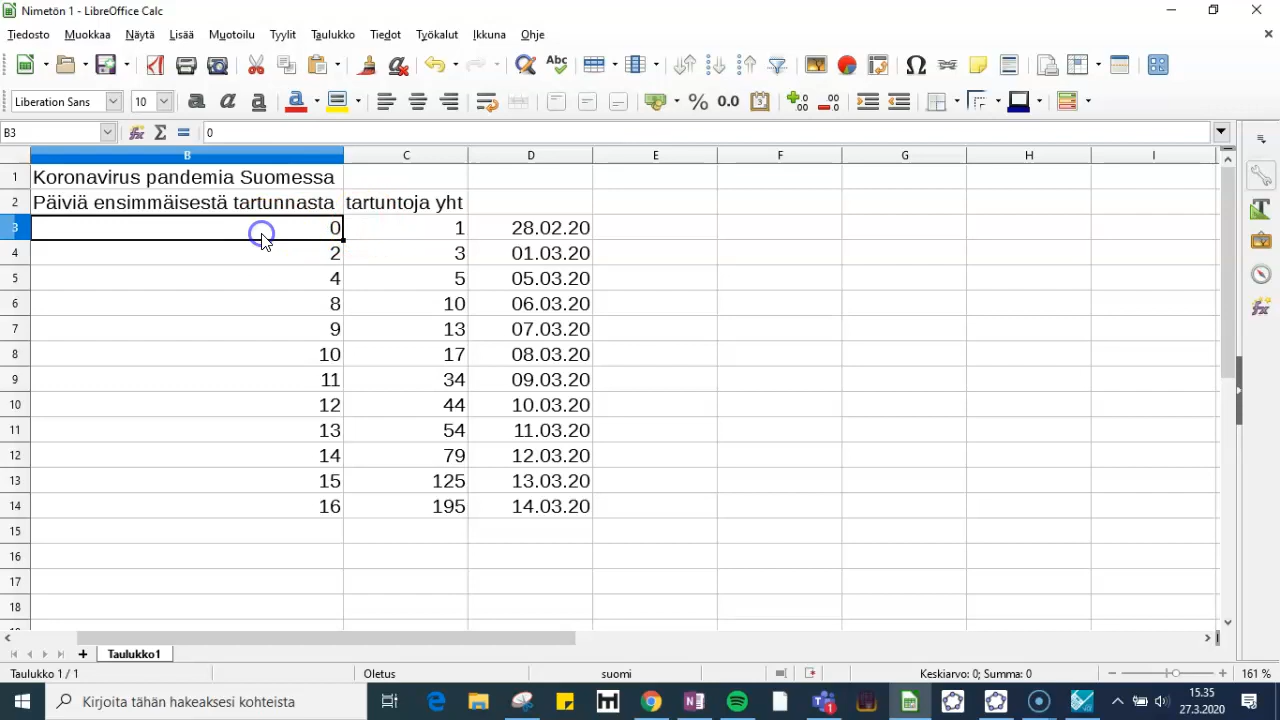 Nimetön 1 - LibreOffice Calc
Tiedosto Muokkaa Näytä Lisää Muotoilu Tyylit Taulukko Tiedot Työkalut Ikkuna Ohje
Liberation Sans 10
B3 0
B C D E F G H I
1 Koronavirus pandemia Suomessa
2 Päiviä ensimmäisestä tartunnasta tartuntoja yht
3 0 1 28.02.20
4 2 3 01.03.20
5 4 5 05.03.20
6 8 10 06.03.20
7 9 13 07.03.20
8 10 17 08.03.20
9 11 34 09.03.20
10 12 44 10.03.20
11 13 54 11.03.20
12 14 79 12.03.20
13 15 125 13.03.20
14 16 195 14.03.20
15
16
17
18
Taulukko1
Taulukko 1 / 1 Oletus suomi Keskiarvo: 0; Summa: 0 161 %
Kirjoita tähän hakeaksesi kohteita 15.35
27.3.2020